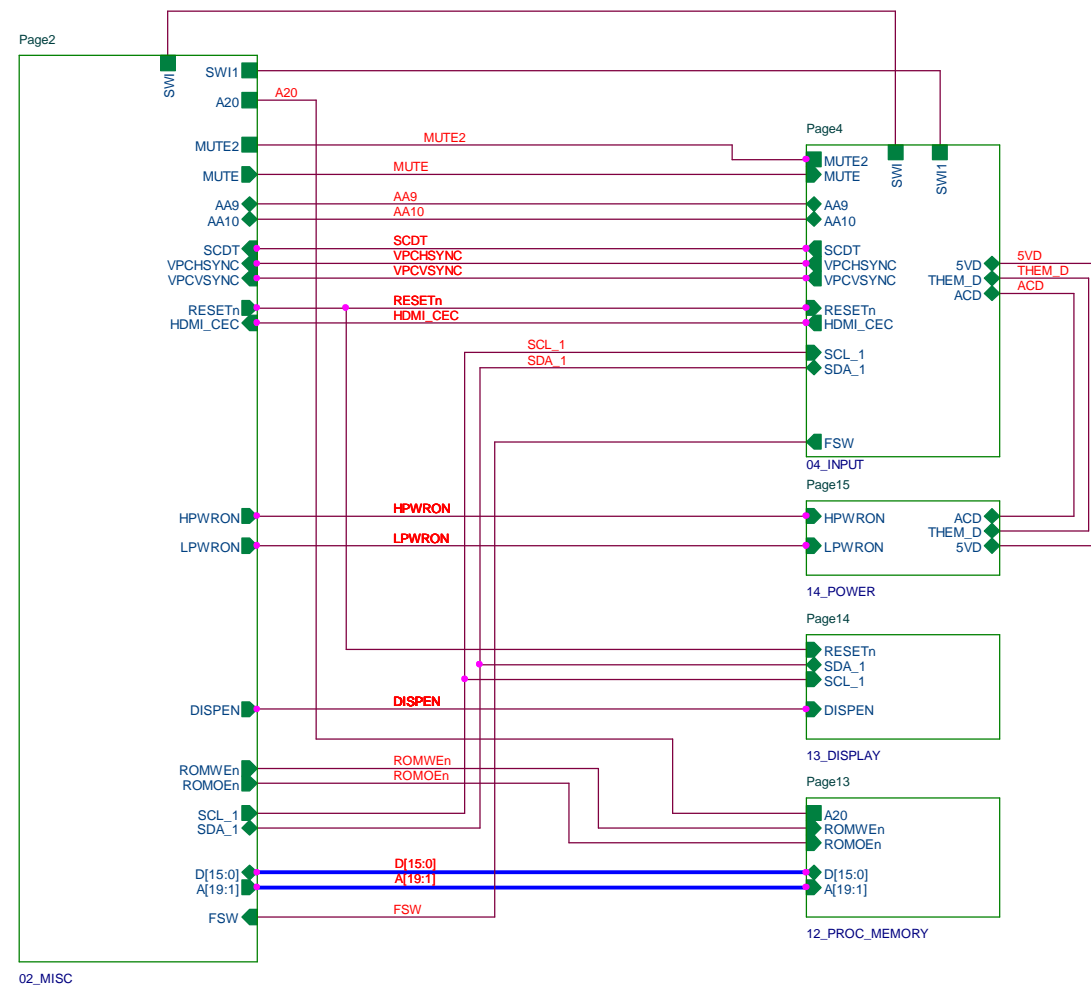 Page2
SWI
SWI1
A20
A20
MUTE2
MUTE2
MUTE
MUTE
AA9
AA9
AA10
AA10
SCDT
SCDT
VPCHSYNC
VPCHSYNC
VPCVSYNC
VPCVSYNC
RESETn
RESETn
HDMI_CEC
HDMI_CEC
SCL_1
SDA_1
HPWRON
HPWRON
LPWRON
LPWRON
DISPEN
DISPEN
ROMWEn
ROMWEn
ROMOEn
ROMOEn
SCL_1
SDA_1
D[15:0]
D[15:0]
A[19:1]
A[19:1]
FSW
FSW
02_MISC
Page4
SWI
SWI1
MUTE2
MUTE
AA9
AA10
SCDT
VPCHSYNC
VPCVSYNC
5VD
5VD
THEM_D
THEM_D
ACD
ACD
RESETn
HDMI_CEC
SCL_1
SDA_1
FSW
04_INPUT
Page15
HPWRON
LPWRON
ACD
THEM_D
5VD
14_POWER
Page14
RESETn
SDA_1
SCL_1
DISPEN
13_DISPLAY
Page13
A20
ROMWEn
ROMOEn
D[15:0]
A[19:1]
12_PROC_MEMORY